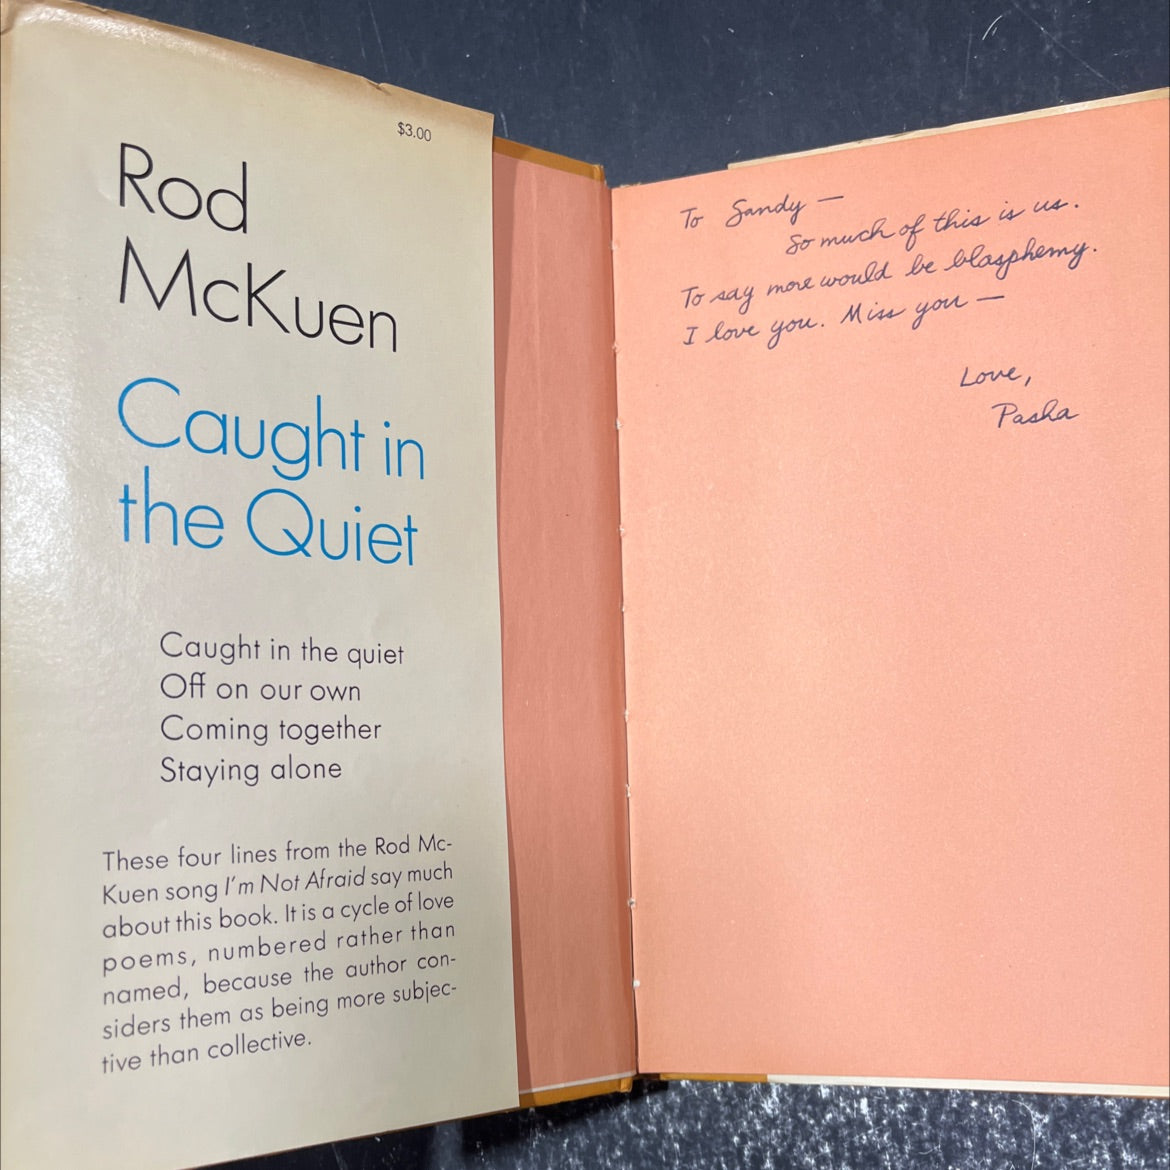 $3.00
Rod
McKuen
Caught in
the Quiet
Caught in the quiet
Off on our own
Coming together
Staying alone
These four lines from the Rod Mc-
Kuen song I'm Not Afraid say much
about this book. It is a cycle of love
poems, numbered rather than
named, because the author con-
siders them as being more subjec-
tive than collective.
To Sandy —
So much of this is us.
To say more would be blasphemy.
I love you. Miss you —
Love,
Pasha